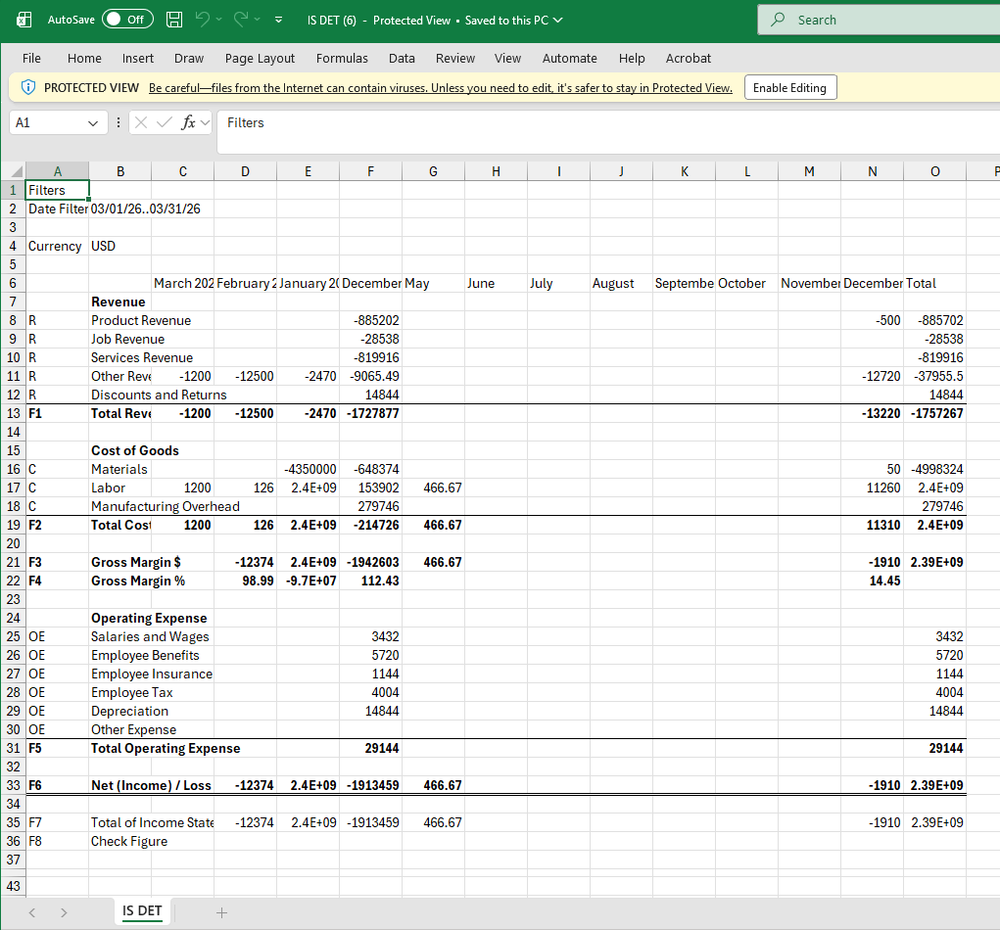 AutoSave Off IS DET (6) - Protected View • Saved to this PC Search
File Home Insert Draw Page Layout Formulas Data Review View Automate Help Acrobat
PROTECTED VIEW Be careful—files from the Internet can contain viruses. Unless you need to edit, it's safer to stay in Protected View. Enable Editing
A1 fx Filters
A B C D E F G H I J K L M N O P
1 Filters
2 Date Filter 03/01/26..03/31/26
3
4 Currency USD
5
6 March 202 February 2 January 20 December May June July August Septembe October November December Total
7 Revenue
8 R Product Revenue -885202 -500 -885702
9 R Job Revenue -28538 -28538
10 R Services Revenue -819916 -819916
11 R Other Reve -1200 -12500 -2470 -9065.49 -12720 -37955.5
12 R Discounts and Returns 14844 14844
13 F1 Total Reve -1200 -12500 -2470 -1727877 -13220 -1757267
14
15 Cost of Goods
16 C Materials -4350000 -648374 50 -4998324
17 C Labor 1200 126 2.4E+09 153902 466.67 11260 2.4E+09
18 C Manufacturing Overhead 279746 279746
19 F2 Total Cost 1200 126 2.4E+09 -214726 466.67 11310 2.4E+09
20
21 F3 Gross Margin $ -12374 2.4E+09 -1942603 466.67 -1910 2.39E+09
22 F4 Gross Margin % 98.99 -9.7E+07 112.43 14.45
23
24 Operating Expense
25 OE Salaries and Wages 3432 3432
26 OE Employee Benefits 5720 5720
27 OE Employee Insurance 1144 1144
28 OE Employee Tax 4004 4004
29 OE Depreciation 14844 14844
30 OE Other Expense
31 F5 Total Operating Expense 29144 29144
32
33 F6 Net (Income) / Loss -12374 2.4E+09 -1913459 466.67 -1910 2.39E+09
34
35 F7 Total of Income State -12374 2.4E+09 -1913459 466.67 -1910 2.39E+09
36 F8 Check Figure
37
43
IS DET